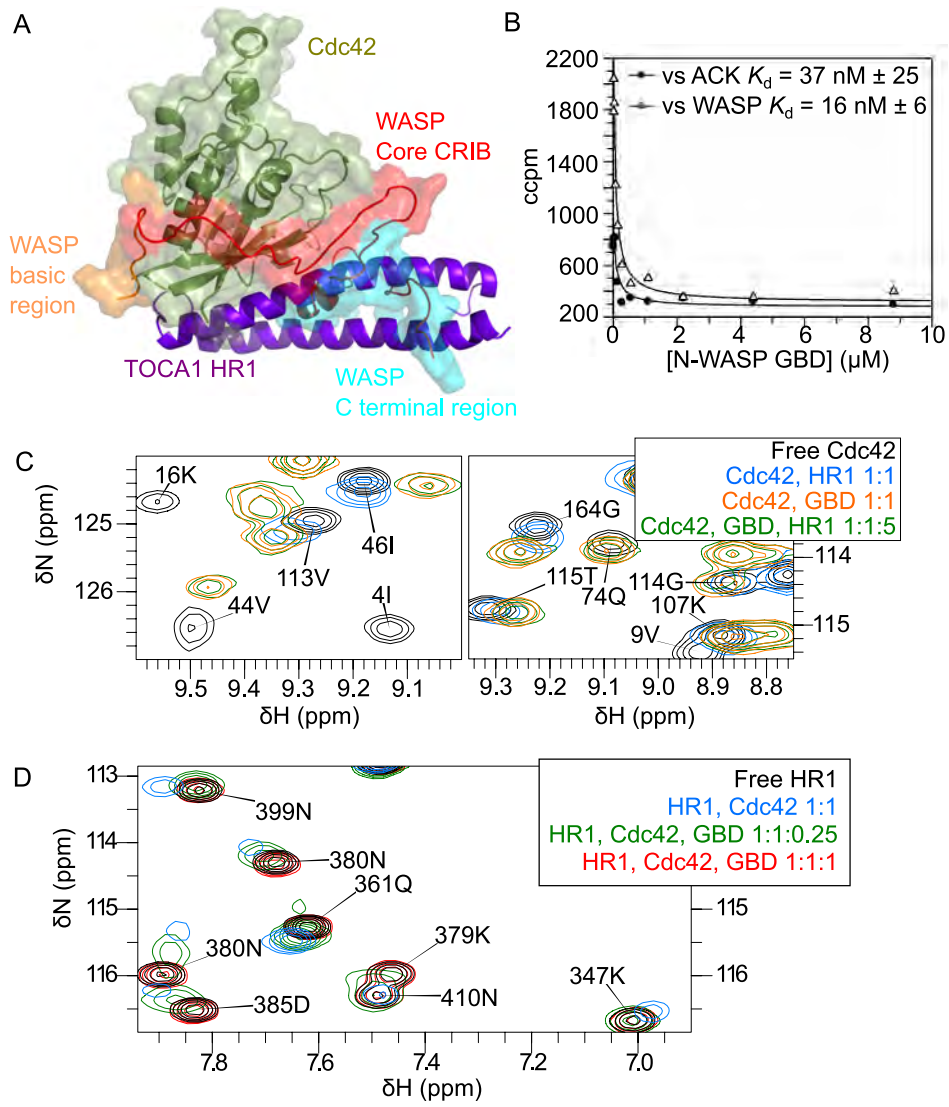 A
Cdc42
WASP
Core CRIB
WASP
basic
region
TOCA1 HR1
WASP
C terminal region
B
2200
1800
1400
1000
600
200
ccpm
vs ACK Kd = 37 nM ± 25
vs WASP Kd = 16 nM ± 6
0 2 4 6 8 10
[N-WASP GBD] (μM)
C
Free Cdc42
Cdc42, HR1 1:1
Cdc42, GBD 1:1
Cdc42, GBD, HR1 1:1:5
δN (ppm)
125
126
16K
46I
113V
44V
4I
9.5 9.4 9.3 9.2 9.1
δH (ppm)
164G
115T
74Q
114G
107K
9V
114
115
9.3 9.2 9.1 9.0 8.9 8.8
δH (ppm)
D
Free HR1
HR1, Cdc42 1:1
HR1, Cdc42, GBD 1:1:0.25
HR1, Cdc42, GBD 1:1:1
δN (ppm)
113
114
115
116
399N
380N
361Q
379K
380N
410N
385D
347K
115
116
7.8 7.6 7.4 7.2 7.0
δH (ppm)